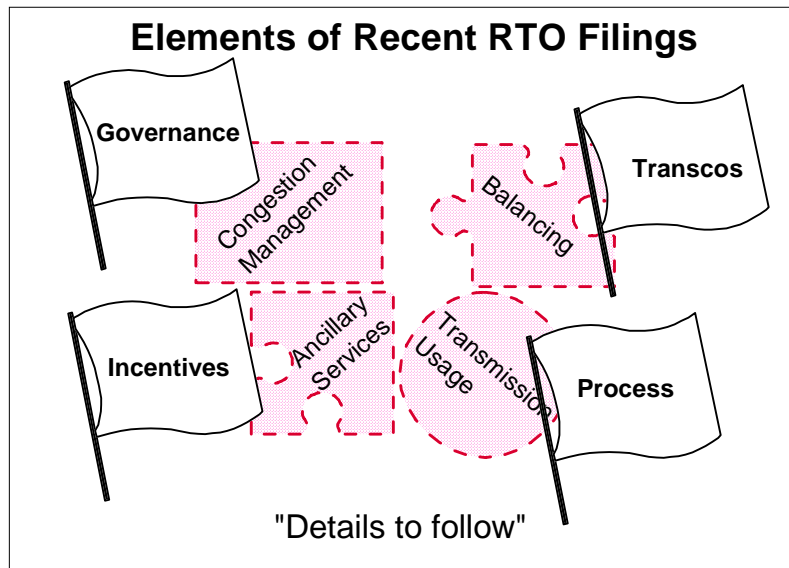 Elements of Recent RTO Filings
Governance
Congestion
Management
Balancing
Transcos
Incentives
Ancillary
Services
Transmission
Usage
Process
"Details to follow"